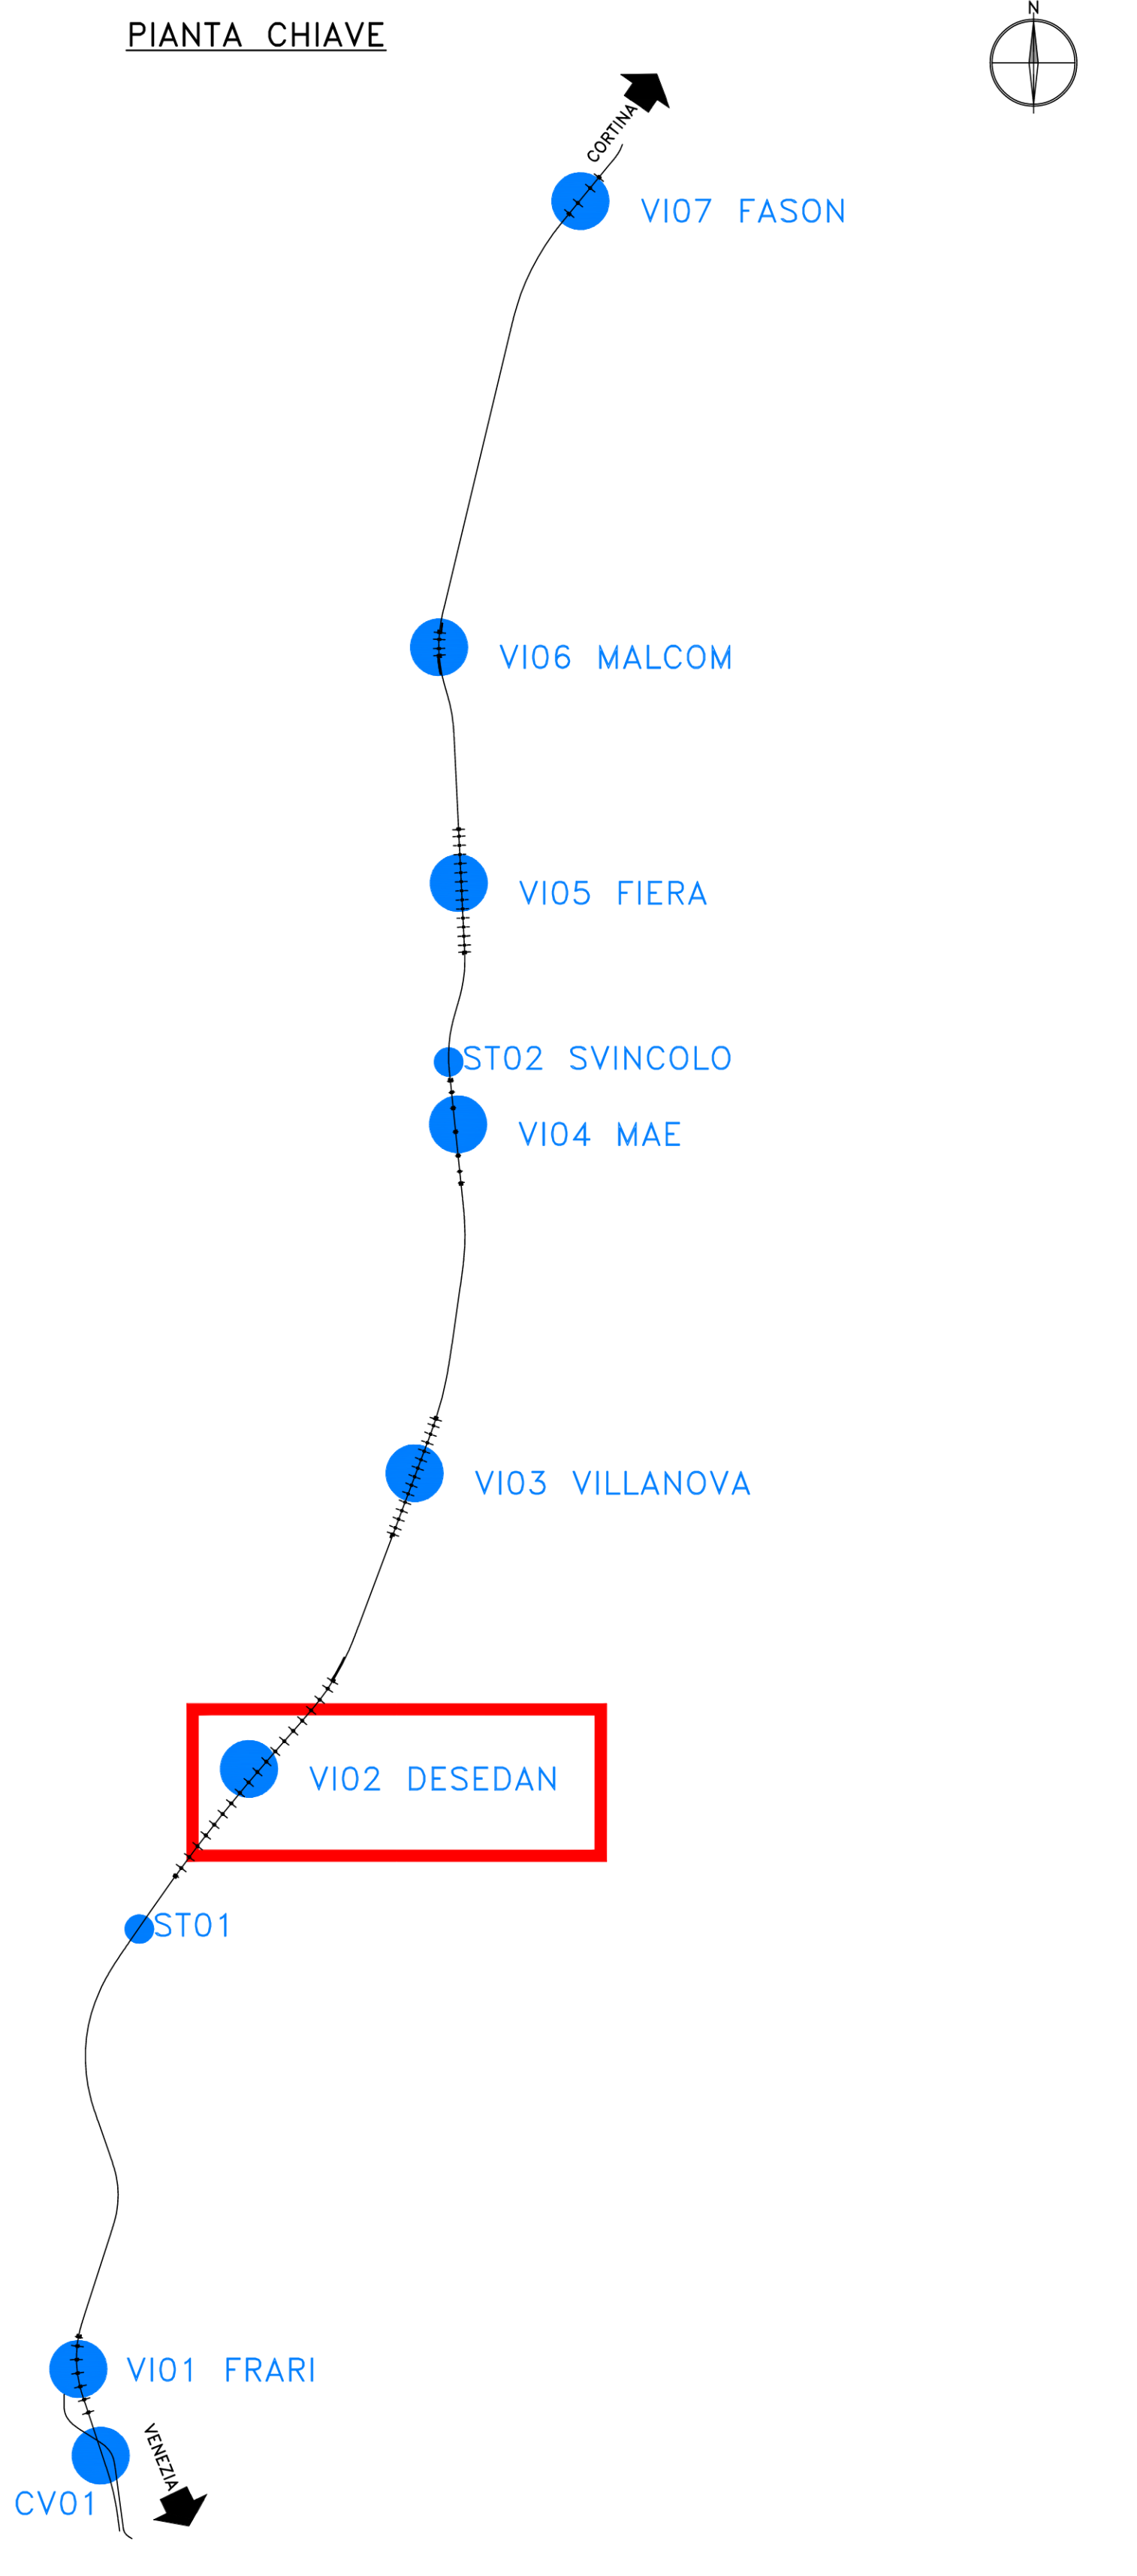 PIANTA CHIAVE
N
CORTINA
VI07 FASON
VI06 MALCOM
VI05 FIERA
ST02 SVINCOLO
VI04 MAE
VI03 VILLANOVA
VI02 DESEDAN
ST01
VI01 FRARI
VENEZIA
CV01